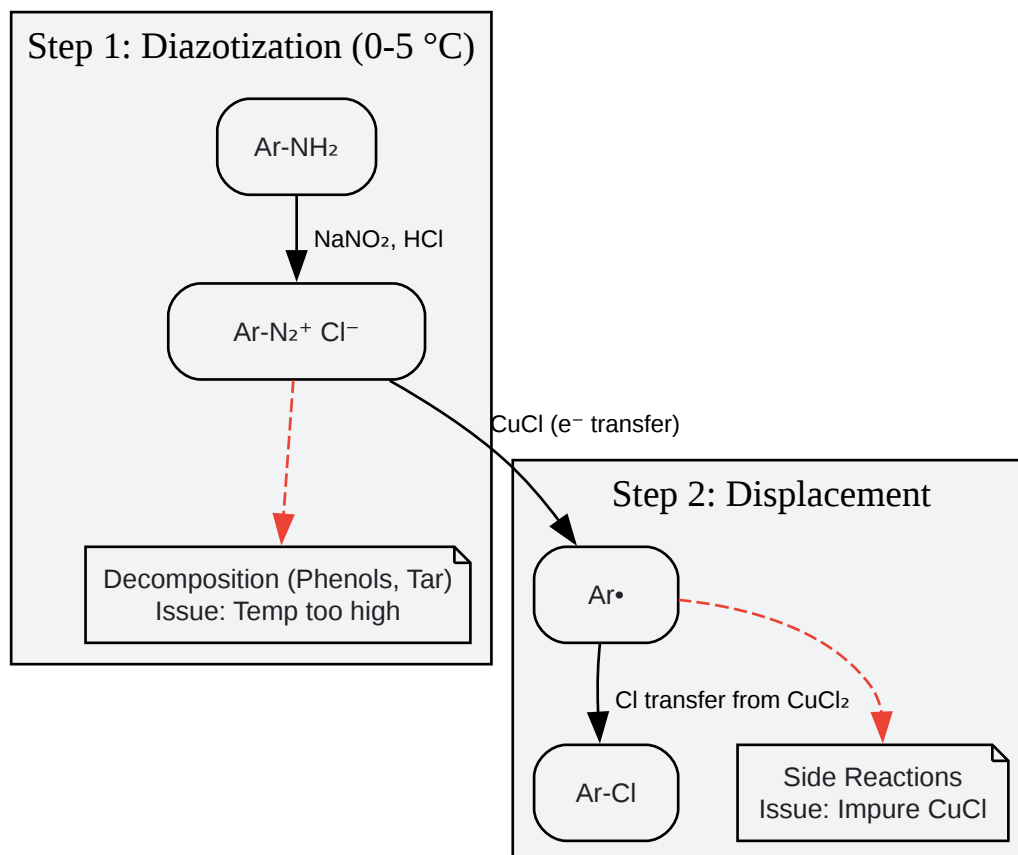 Step 1: Diazotization (0-5 °C)
Ar-NH₂
NaNO₂, HCl
Ar-N₂⁺ Cl⁻
CuCl (e⁻ transfer)
Decomposition (Phenols, Tar)
Issue: Temp too high
Step 2: Displacement
Ar•
Cl transfer from CuCl₂
Ar-Cl
Side Reactions
Issue: Impure CuCl